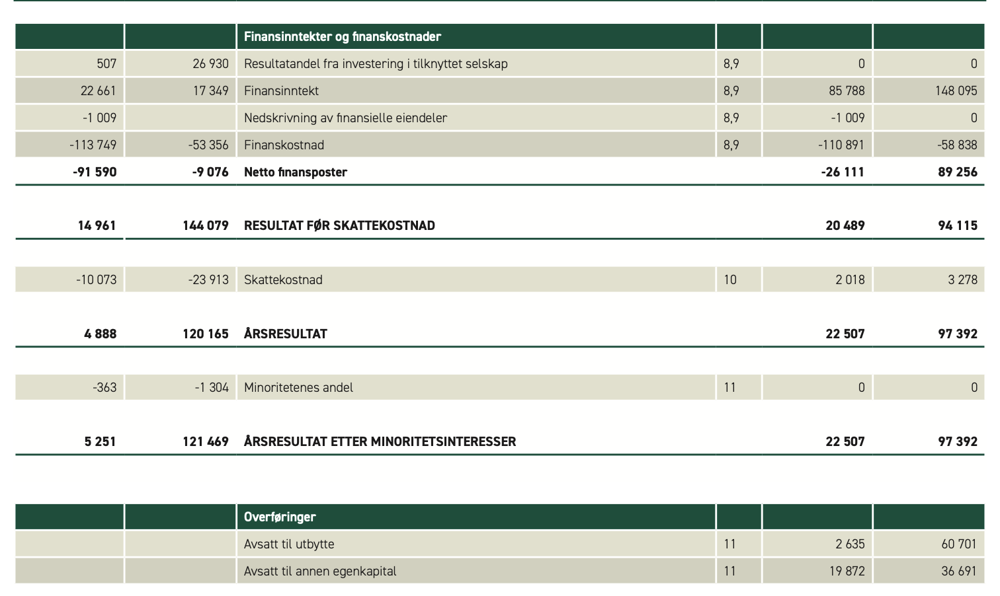 Finansinntekter og finanskostnader
507 26 930 Resultatandel fra investering i tilknyttet selskap 8,9 0 0
22 661 17 349 Finansinntekt 8,9 85 788 148 095
-1 009 Nedskrivning av finansielle eiendeler 8,9 -1 009 0
-113 749 -53 356 Finanskostnad 8,9 -110 891 -58 838
-91 590 -9 076 Netto finansposter -26 111 89 256
14 961 144 079 RESULTAT FØR SKATTEKOSTNAD 20 489 94 115
-10 073 -23 913 Skattekostnad 10 2 018 3 278
4 888 120 165 ÅRSRESULTAT 22 507 97 392
-363 -1 304 Minoritetenes andel 11 0 0
5 251 121 469 ÅRSRESULTAT ETTER MINORITETSINTERESSER 22 507 97 392
Overføringer
Avsatt til utbytte 11 2 635 60 701
Avsatt til annen egenkapital 11 19 872 36 691